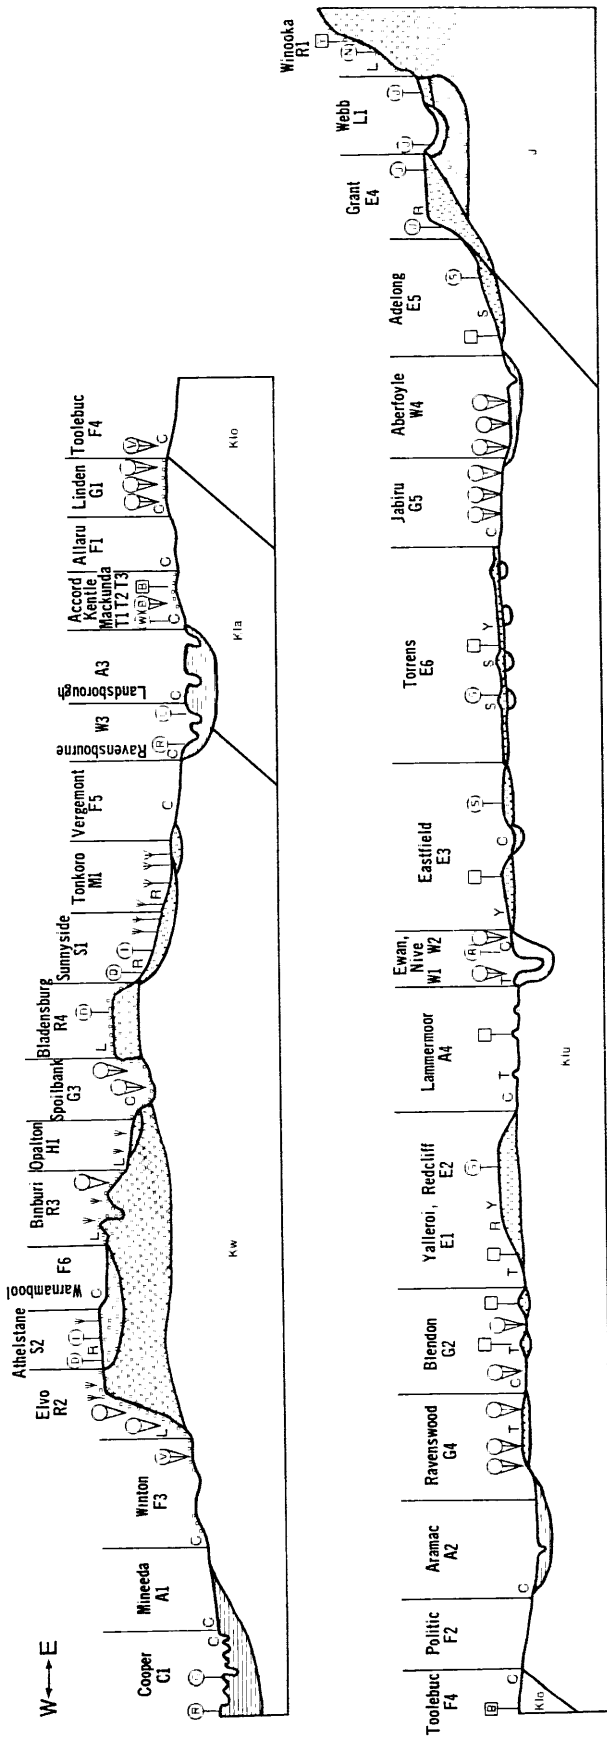 W ↔ E
Cooper
C1
Mineeda
A1
Winton
F3
Elvo
R2
Athelstane
S2
Warnambool
F6
Binburi
R3
Opalton
H1
Spoilbank
G3
Bladensburg
R4
Sunnyside
S1
Tonkoro
M1
Vergemont
F5
Ravensbourne
W3
Landsborough
A3
Accord
Kentle
Mackunda
T1 T2 T3
Allaru
F1
Linden
G1
Toolebuc
F4
R
C
C
C
C
V
L
D
I
R
C
L
L
C
L
D
R
I
R
C
R
C
C
C
B
C
C
V
C
Kw
Kla
Klo
Toolebuc
F4
Politic
F2
Aramac
A2
Ravenswood
G4
Blendon
G2
Yalleroi, Redcliff
E1 E2
Lammermoor
A4
Ewan,
Nive
W1 W2
Eastfield
E3
Torrens
E6
Jabiru
G5
Aberfoyle
W4
Adelong
E5
Grant
E4
Webb
L1
Winooka
R1
B
C
C
T
C
T
T
R
Y
C
T
T
R
C
Y
C
S
S
S
Y
C
S
S
J
R
J
J
J
L
N
Klo
Klu
J